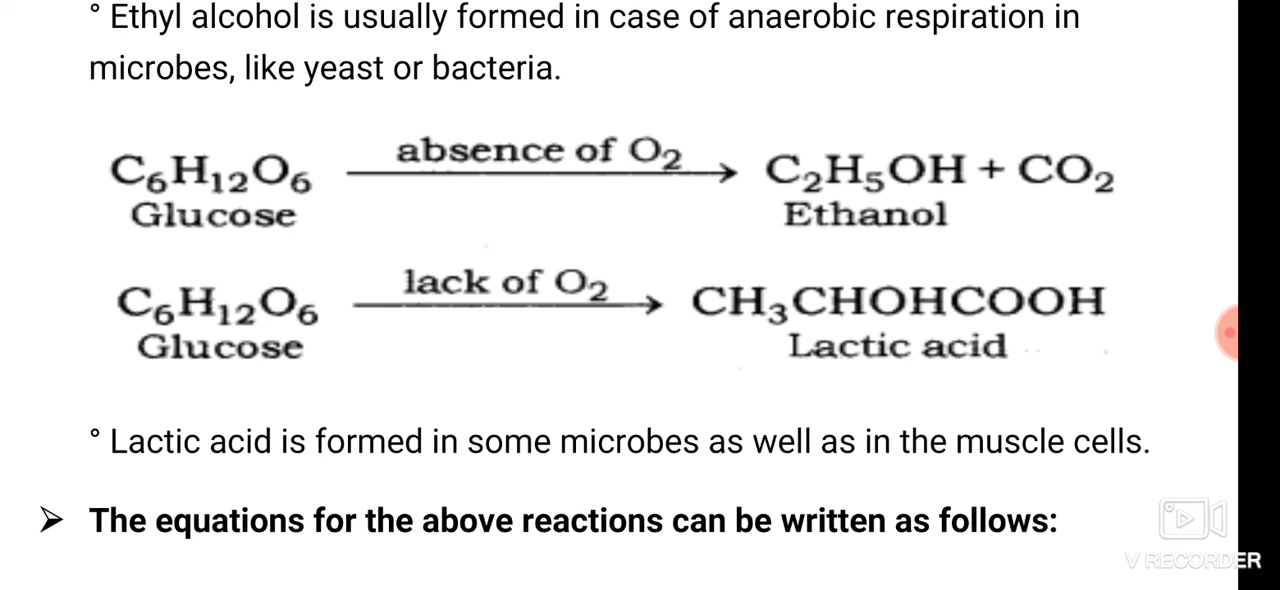 ° Ethyl alcohol is usually formed in case of anaerobic respiration in
microbes, like yeast or bacteria.
C₆H₁₂O₆ absence of O₂ → C₂H₅OH + CO₂
Glucose Ethanol
C₆H₁₂O₆ lack of O₂ → CH₃CHOHCOOH
Glucose Lactic acid
° Lactic acid is formed in some microbes as well as in the muscle cells.
➢ The equations for the above reactions can be written as follows:
V RECORDER